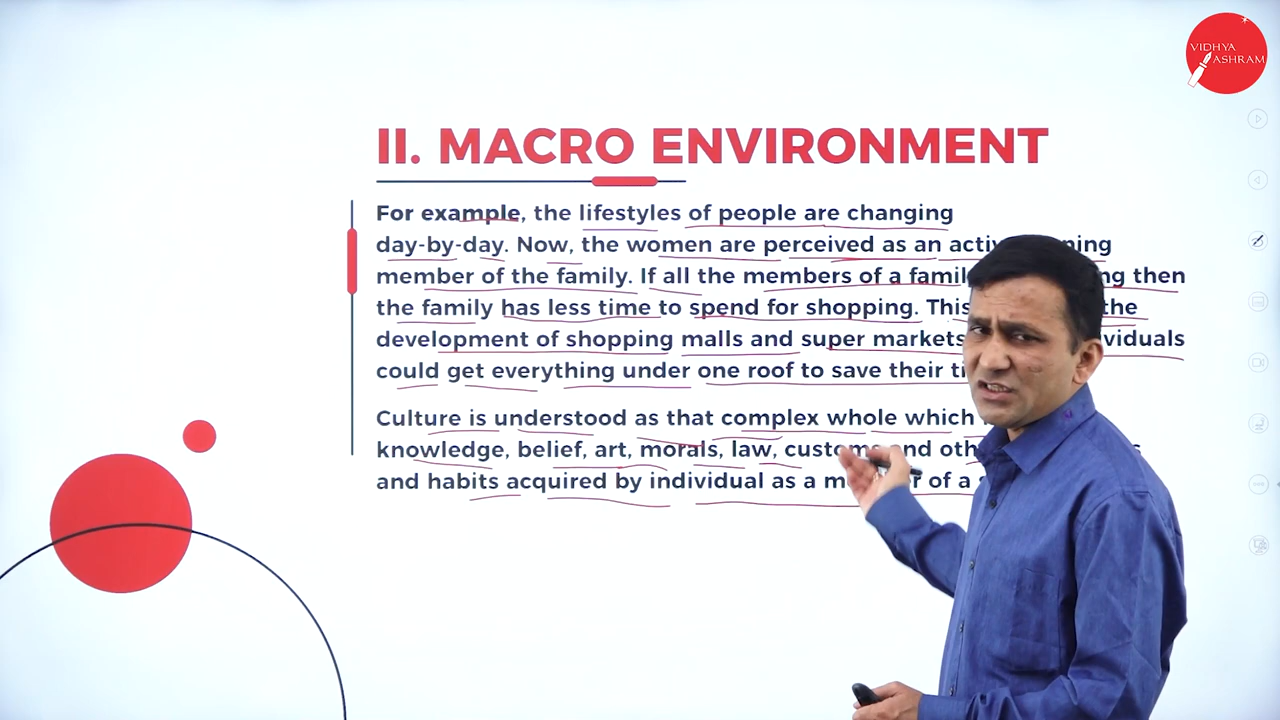 VIDHYA
ASHRAM
II. MACRO ENVIRONMENT
For example, the lifestyles of people are changing
day-by-day. Now, the women are perceived as an
member of the family. If all the members of a then
the family has less time to spend for shopping. the
development of shopping malls and super markets
could get everything under one roof to save their
Culture is understood as that complex whole which
knowledge, belief, art, morals, law,
and habits acquired by individual as a of a